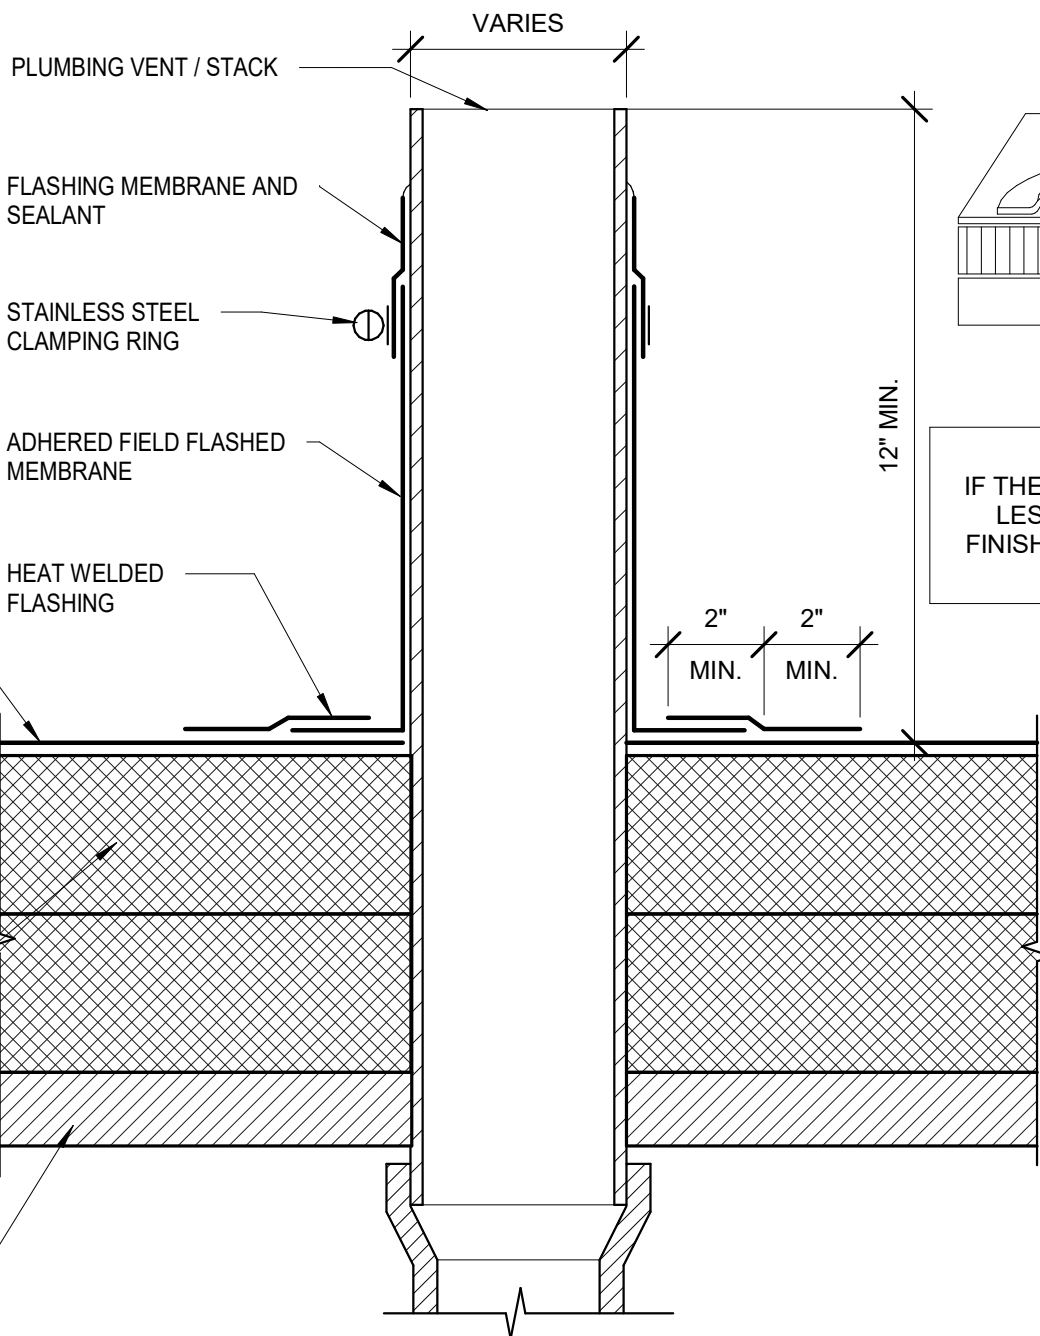 VARIES
PLUMBING VENT / STACK
FLASHING MEMBRANE AND
SEALANT
STAINLESS STEEL
CLAMPING RING
12" MIN.
ADHERED FIELD FLASHED
MEMBRANE
IF THE
LES
FINISH
HEAT WELDED
FLASHING
2" 2"
MIN. MIN.